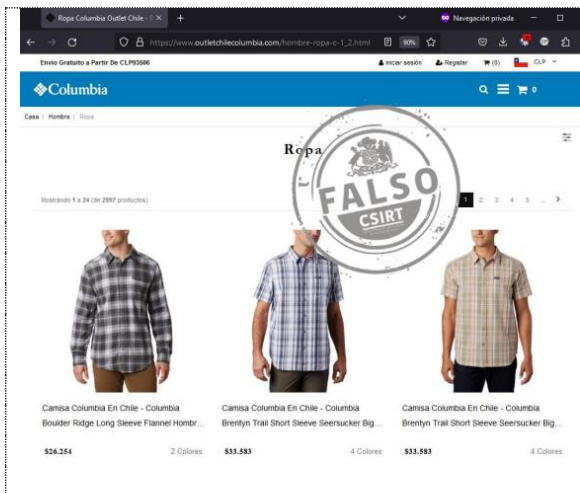 Ropa Columbia Outlet Chile - 
Navegación privada
https://www.outletchilecolumbia.com/hombre-ropa-c-1_2.html
90%
Envio Gratuito a Partir De CLP93586
Iniciar sesión
Register
(0)
CLP
Columbia
0
Casa | Hombre | Ropa
Ropa
FALSO
CSIRT
Mostrando 1 a 24 (de 2997 productos)
1 2 3 4 5 ... >
Camisa Columbia En Chile - Columbia
Boulder Ridge Long Sleeve Flannel Hombr...
$26.254
2 Colores
Camisa Columbia En Chile - Columbia
Brentyn Trail Short Sleeve Seersucker Big...
$33.583
4 Colores
Camisa Columbia En Chile - Columbia
Brentyn Trail Short Sleeve Seersucker Big...
$33.583
4 Colores